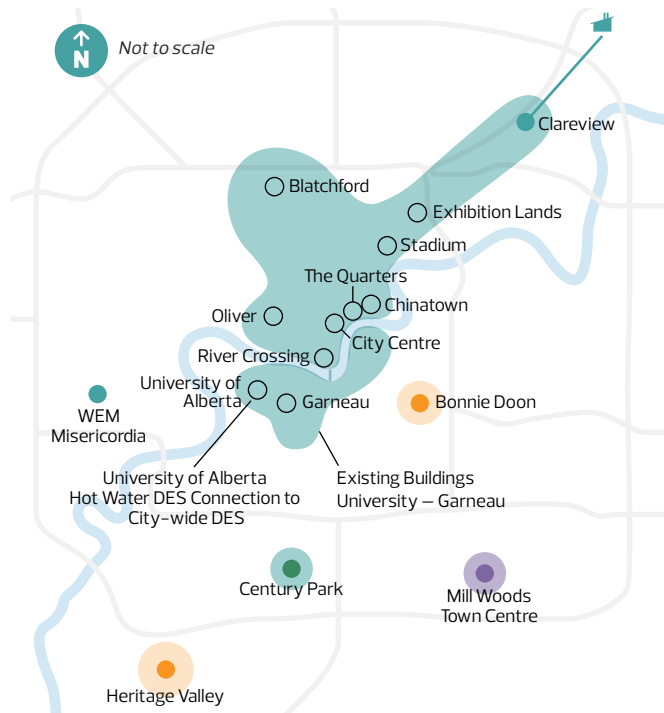 N
Not to scale
Clareview
Blatchford
Exhibition Lands
Stadium
The Quarters
Chinatown
Oliver
City Centre
River Crossing
University of
Alberta
Garneau
Bonnie Doon
WEM
Misericordia
University of Alberta
Hot Water DES Connection to
City-wide DES
Existing Buildings
University – Garneau
Century Park
Mill Woods
Town Centre
Heritage Valley